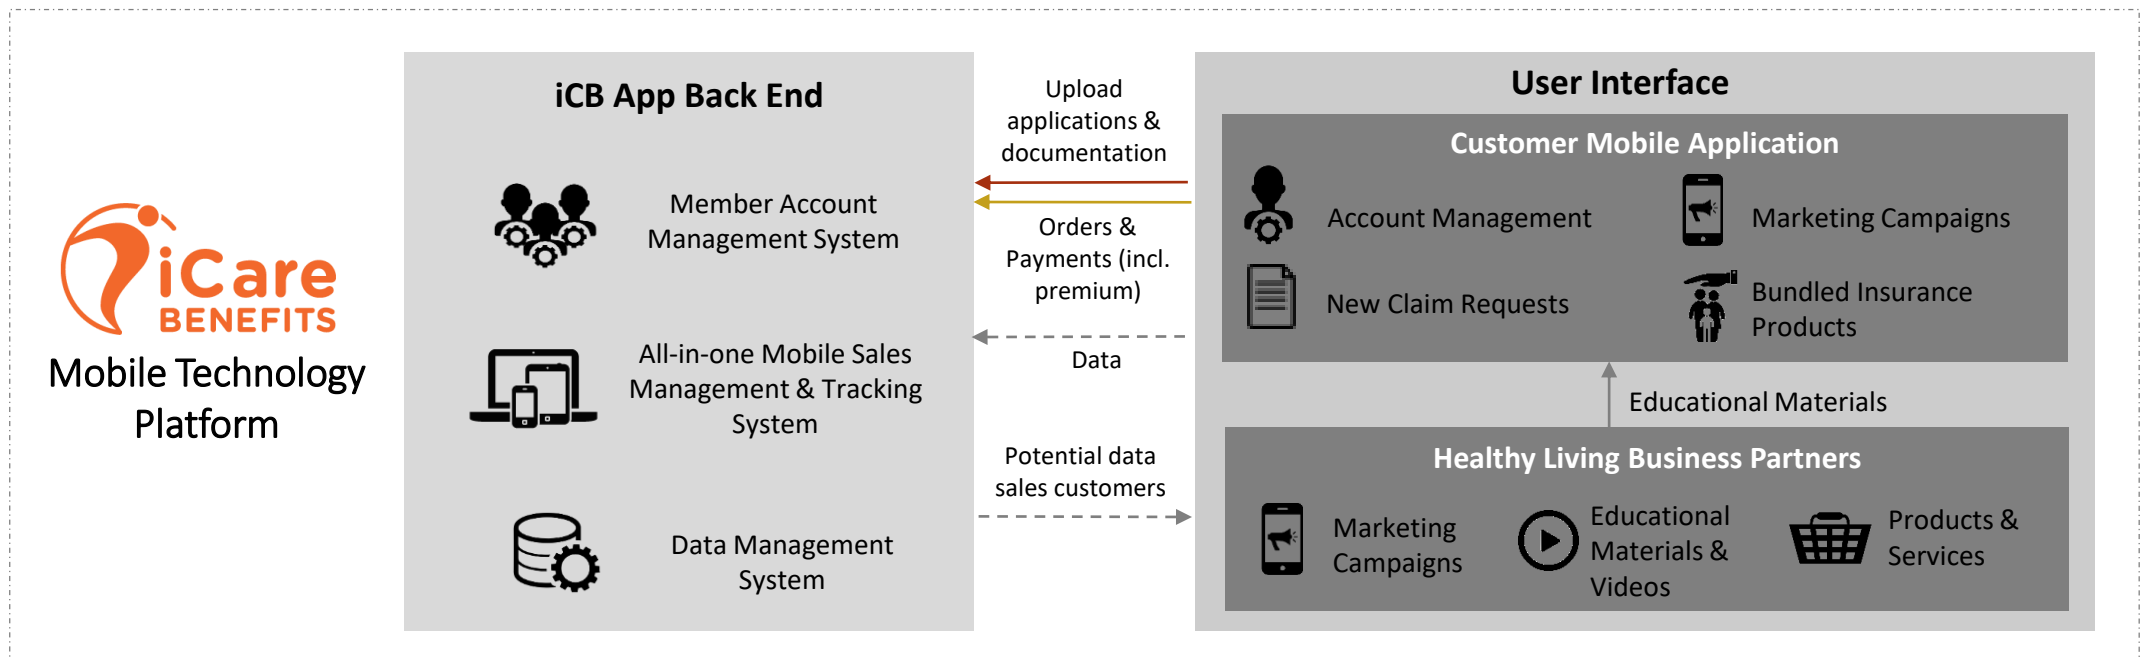 iCare
BENEFITS
Mobile Technology
Platform
iCB App Back End
Member Account
Management System
All-in-one Mobile Sales
Management & Tracking
System
Data Management
System
Upload
applications &
documentation
Orders &
Payments (incl.
premium)
Data
Potential data
sales customers
User Interface
Customer Mobile Application
Account Management
Marketing Campaigns
New Claim Requests
Bundled Insurance
Products
Educational Materials
Healthy Living Business Partners
Marketing
Campaigns
Educational
Materials &
Videos
Products &
Services